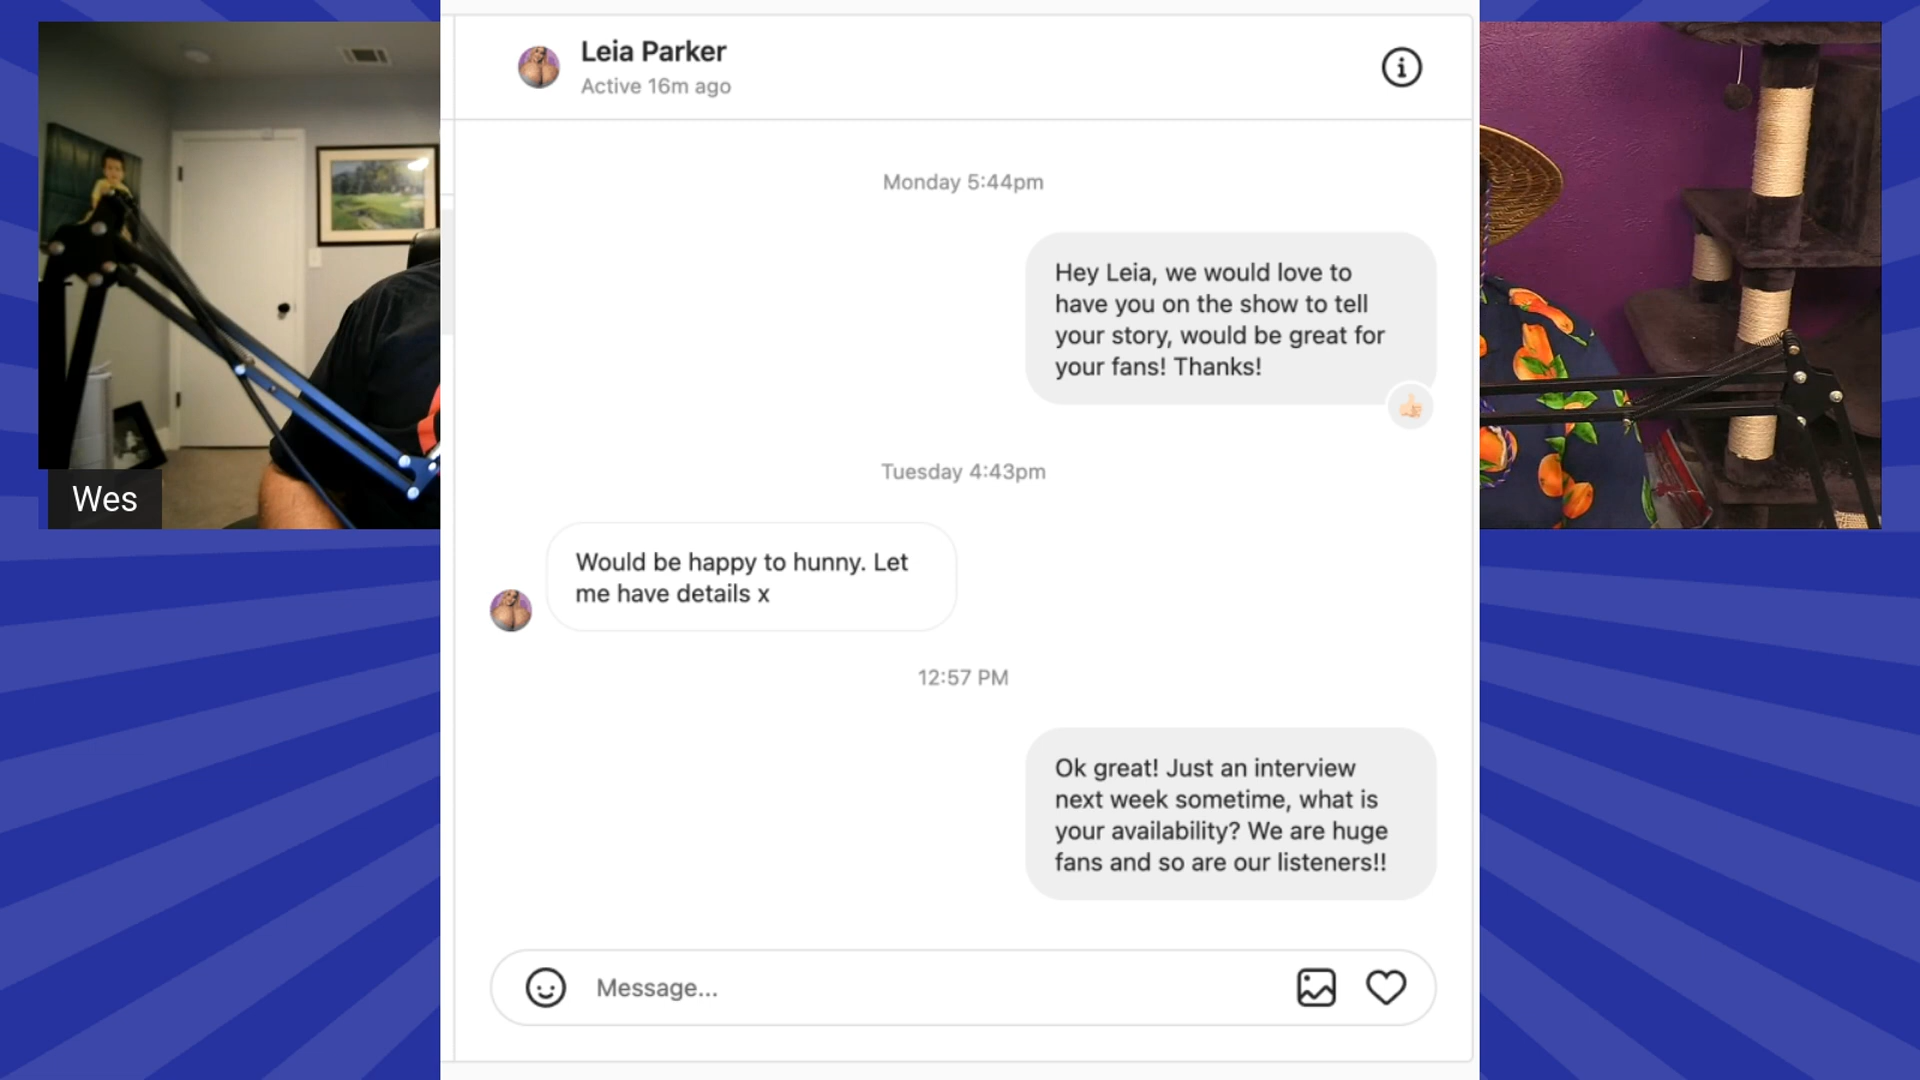 Leia Parker
Active 16m ago
Monday 5:44pm
Hey Leia, we would love to
have you on the show to tell
your story, would be great for
your fans! Thanks!
Tuesday 4:43pm
Would be happy to hunny. Let
me have details x
12:57 PM
Ok great! Just an interview
next week sometime, what is
your availability? We are huge
fans and so are our listeners!!
Message...
Wes